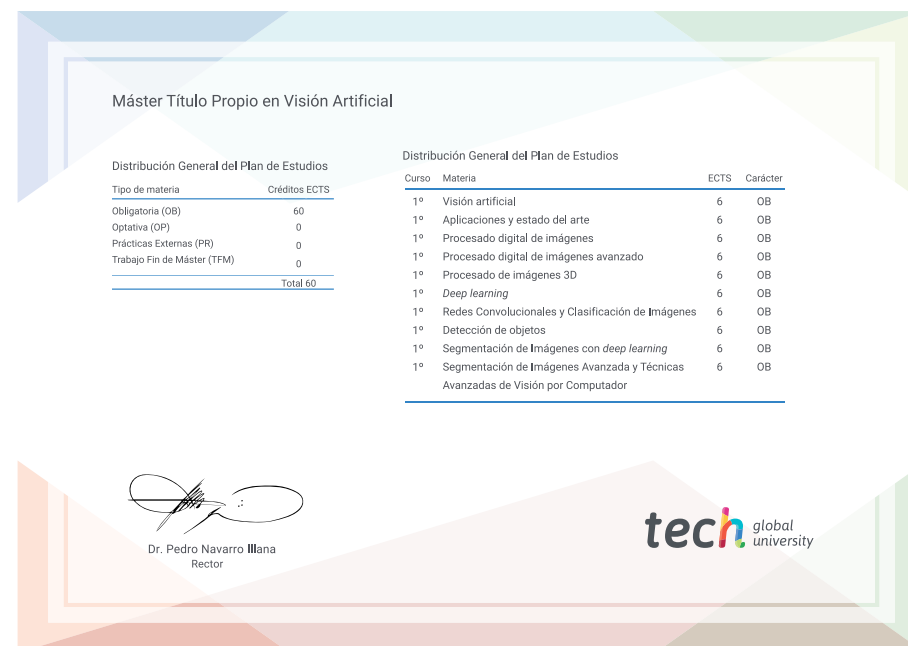 Máster Título Propio en Visión Artificial
Distribución General del Plan de Estudios
Tipo de materia Créditos ECTS
Obligatoria (OB) 60
Optativa (OP) 0
Prácticas Externas (PR) 0
Trabajo Fin de Máster (TFM) 0
Total 60
Distribución General del Plan de Estudios
Curso Materia ECTS Carácter
1º Visión artificial 6 OB
1º Aplicaciones y estado del arte 6 OB
1º Procesado digital de imágenes 6 OB
1º Procesado digital de imágenes avanzado 6 OB
1º Procesado de imágenes 3D 6 OB
1º Deep learning 6 OB
1º Redes Convolucionales y Clasificación de Imágenes 6 OB
1º Detección de objetos 6 OB
1º Segmentación de Imágenes con deep learning 6 OB
1º Segmentación de Imágenes Avanzada y Técnicas 6 OB
Avanzadas de Visión por Computador
Dr. Pedro Navarro Illana
Rector
tech global
university